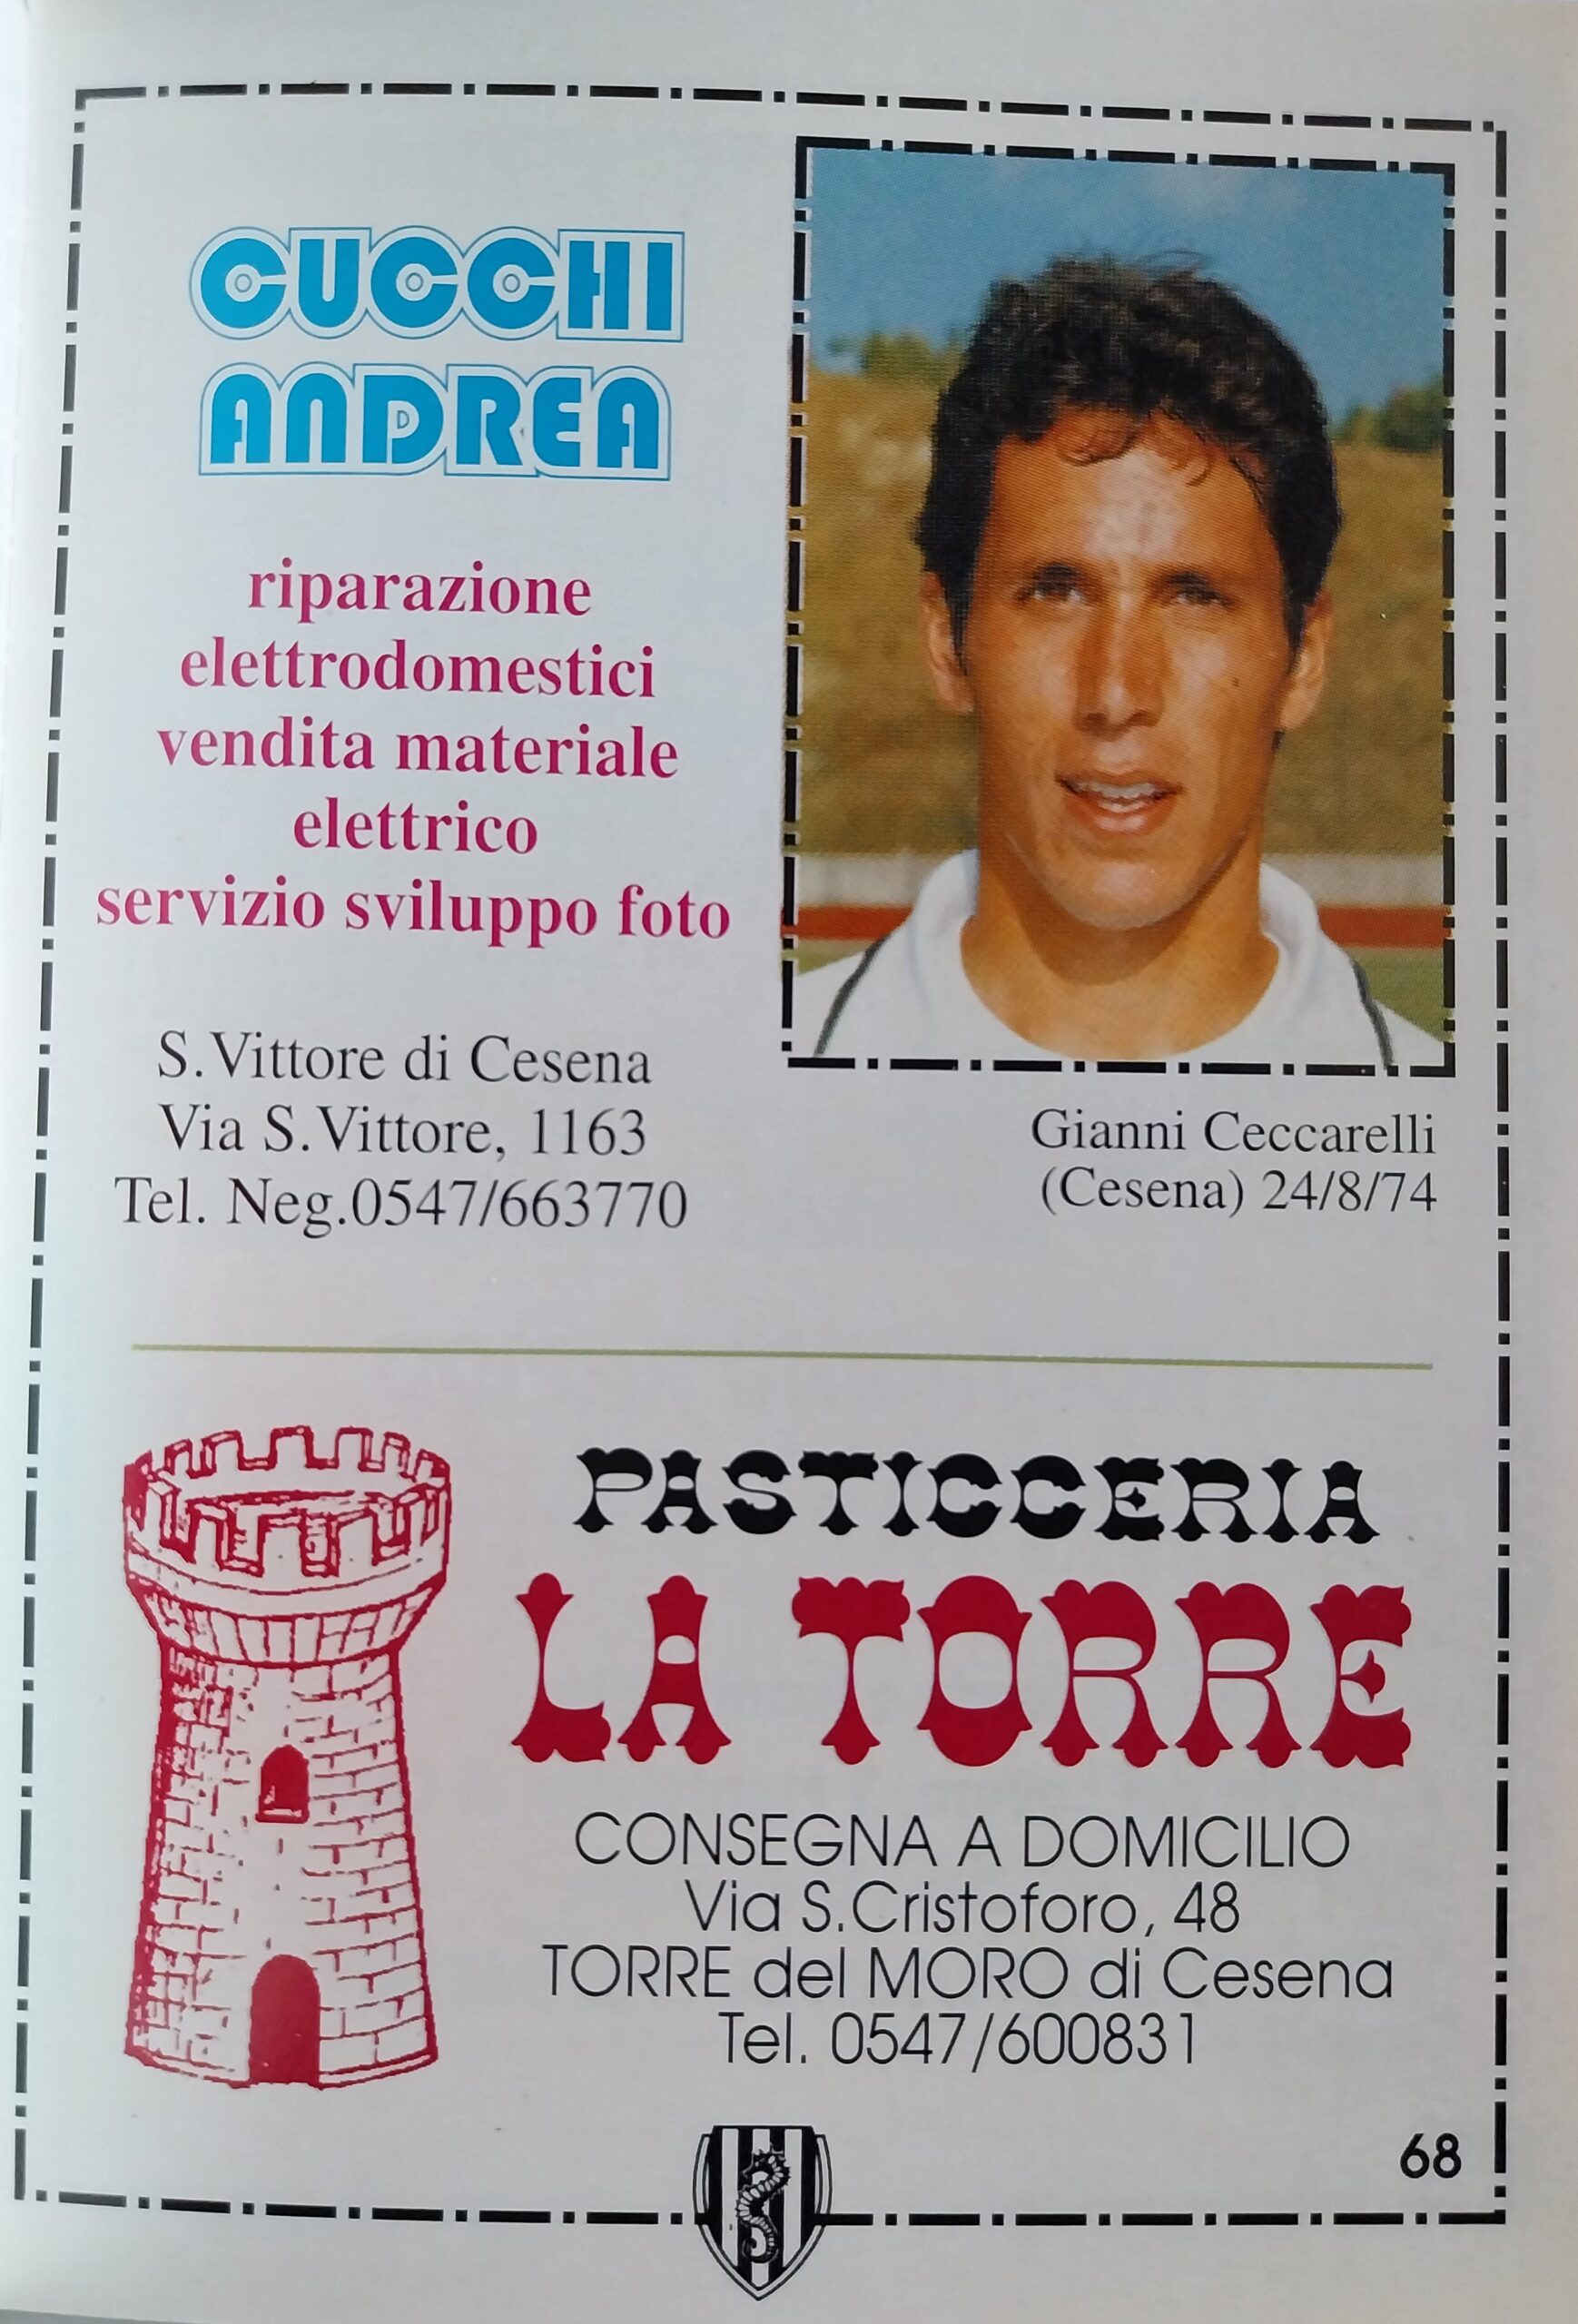 CUCCHI
ANDREA
riparazione
elettrodomestici
vendita materiale
elettrico
servizio sviluppo foto
S.Vittore di Cesena
Via S.Vittore, 1163
Tel. Neg.0547/663770
Gianni Ceccarelli
(Cesena) 24/8/74
PASTICCERIA
LA TORRE
CONSEGNA A DOMICILIO
Via S.Cristoforo, 48
TORRE del MORO di Cesena
Tel. 0547/600831
68